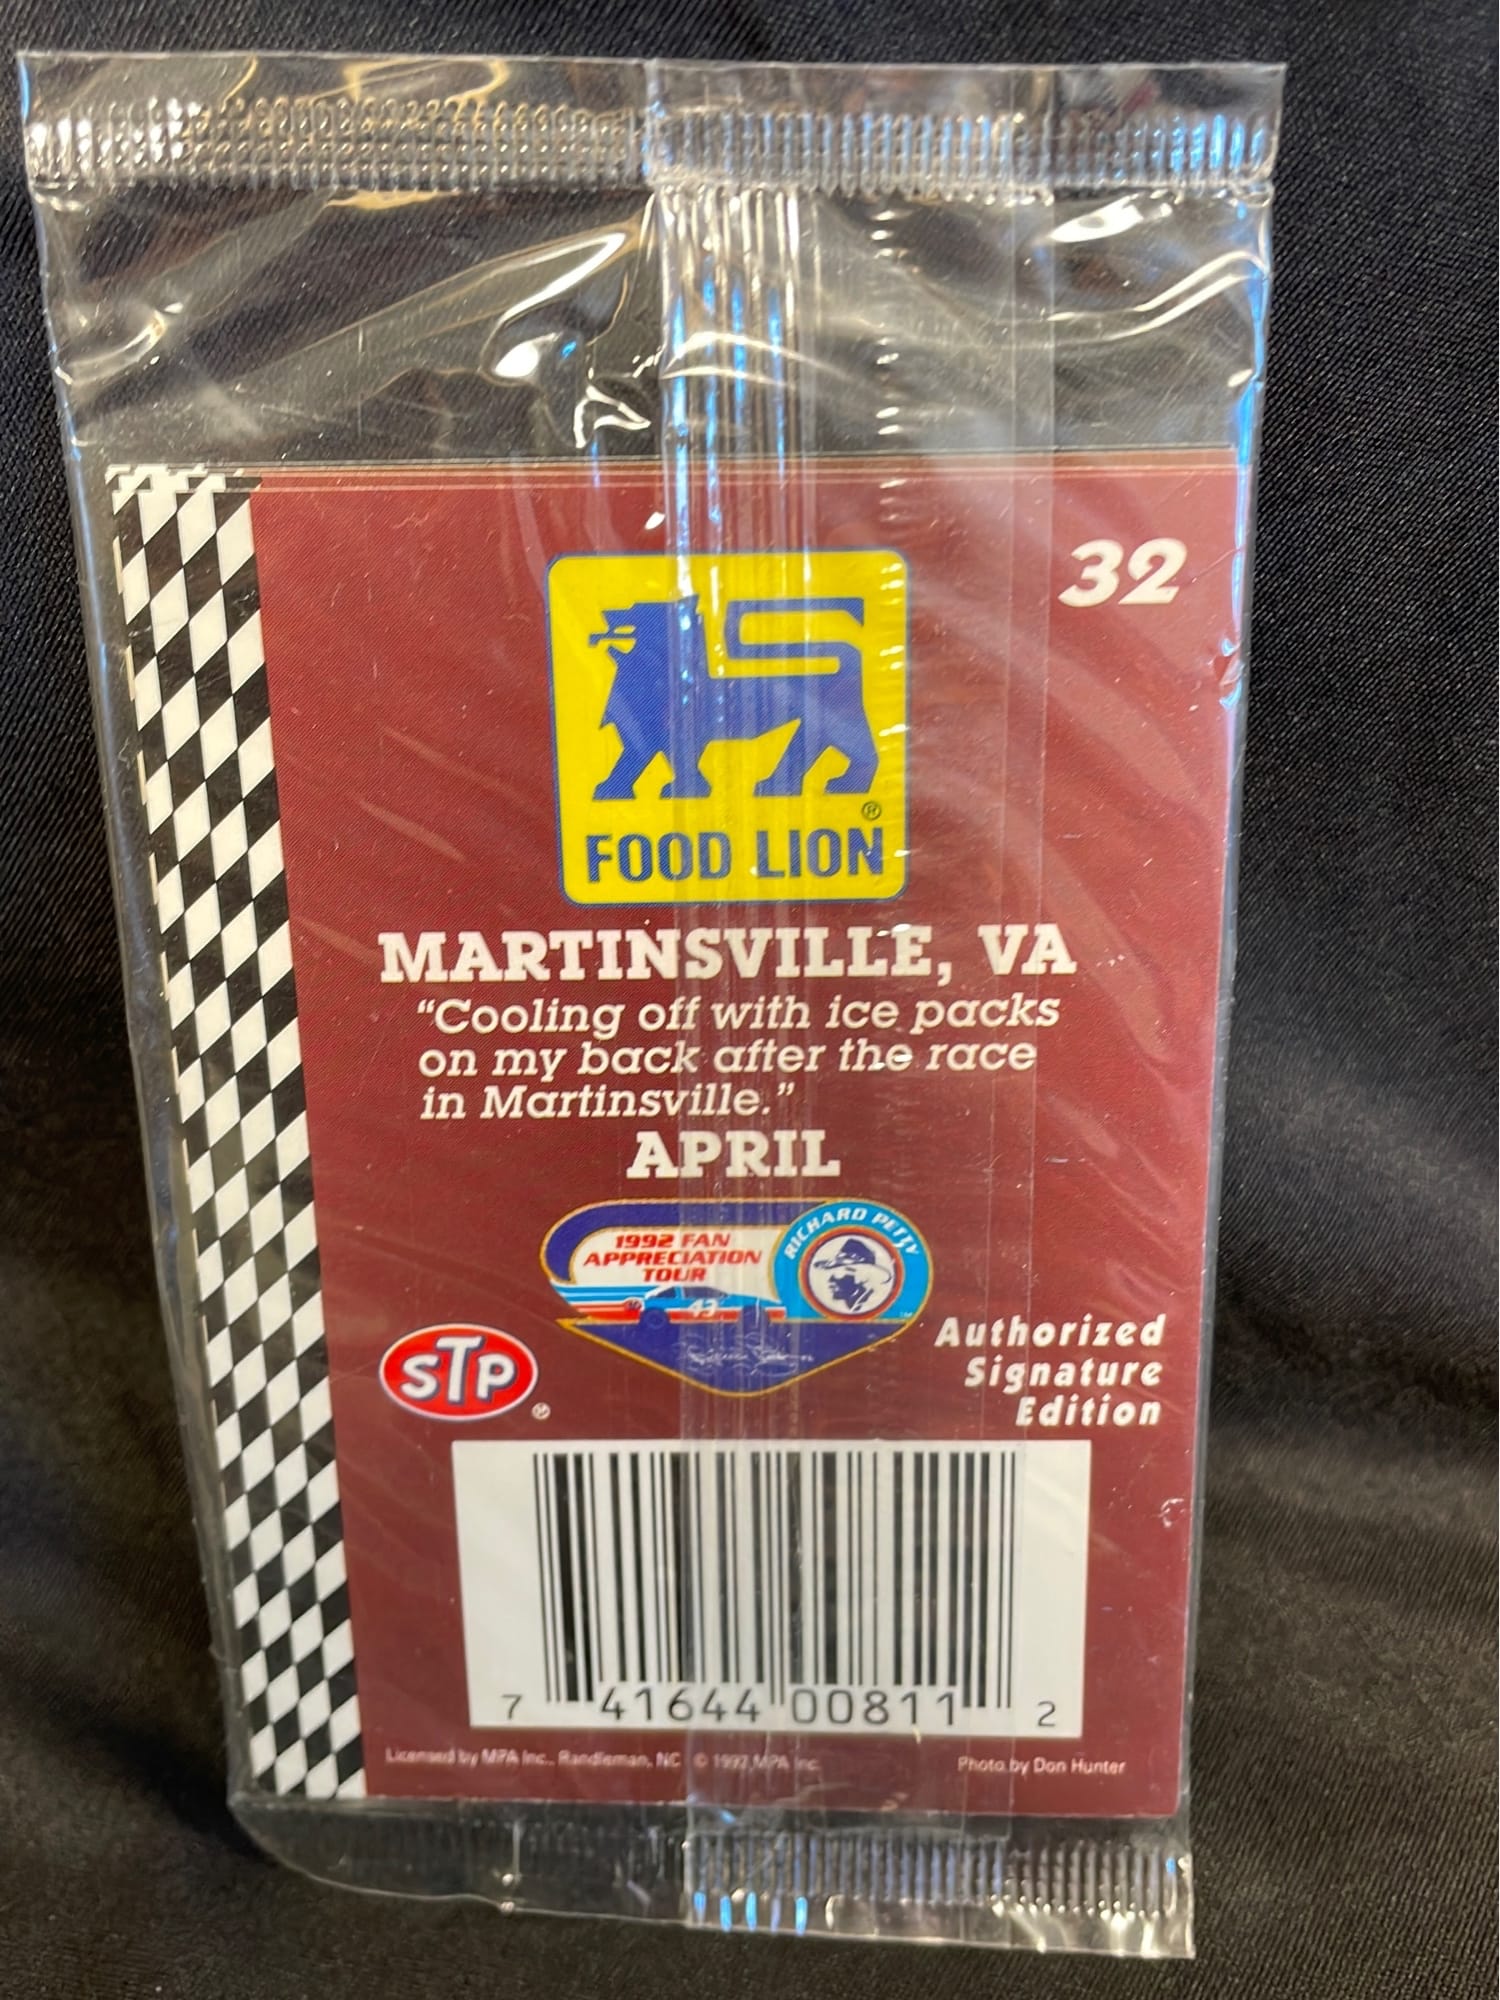 32
®
FOOD LION
MARTINSVILLE, VA
“Cooling off with ice packs
on my back after the race
in Martinsville.”
APRIL
1992 FAN
APPRECIATION
TOUR
RICHARD PETTY
43
TM
STP
®
Authorized
Signature
Edition
7 41644 00811 2
Licensed by MPA Inc., Randleman, NC © 1992 MPA Inc.
Photo by Don Hunter